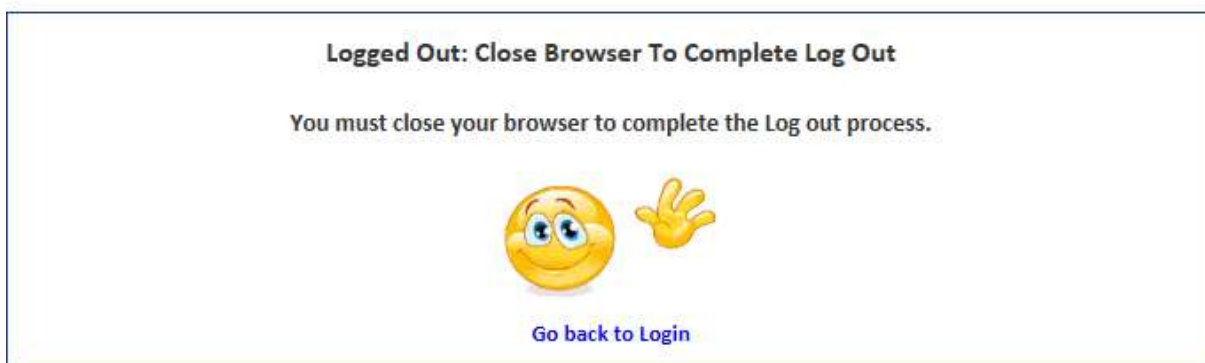 Logged Out: Close Browser To Complete Log Out
You must close your browser to complete the Log out process.
Go back to Login